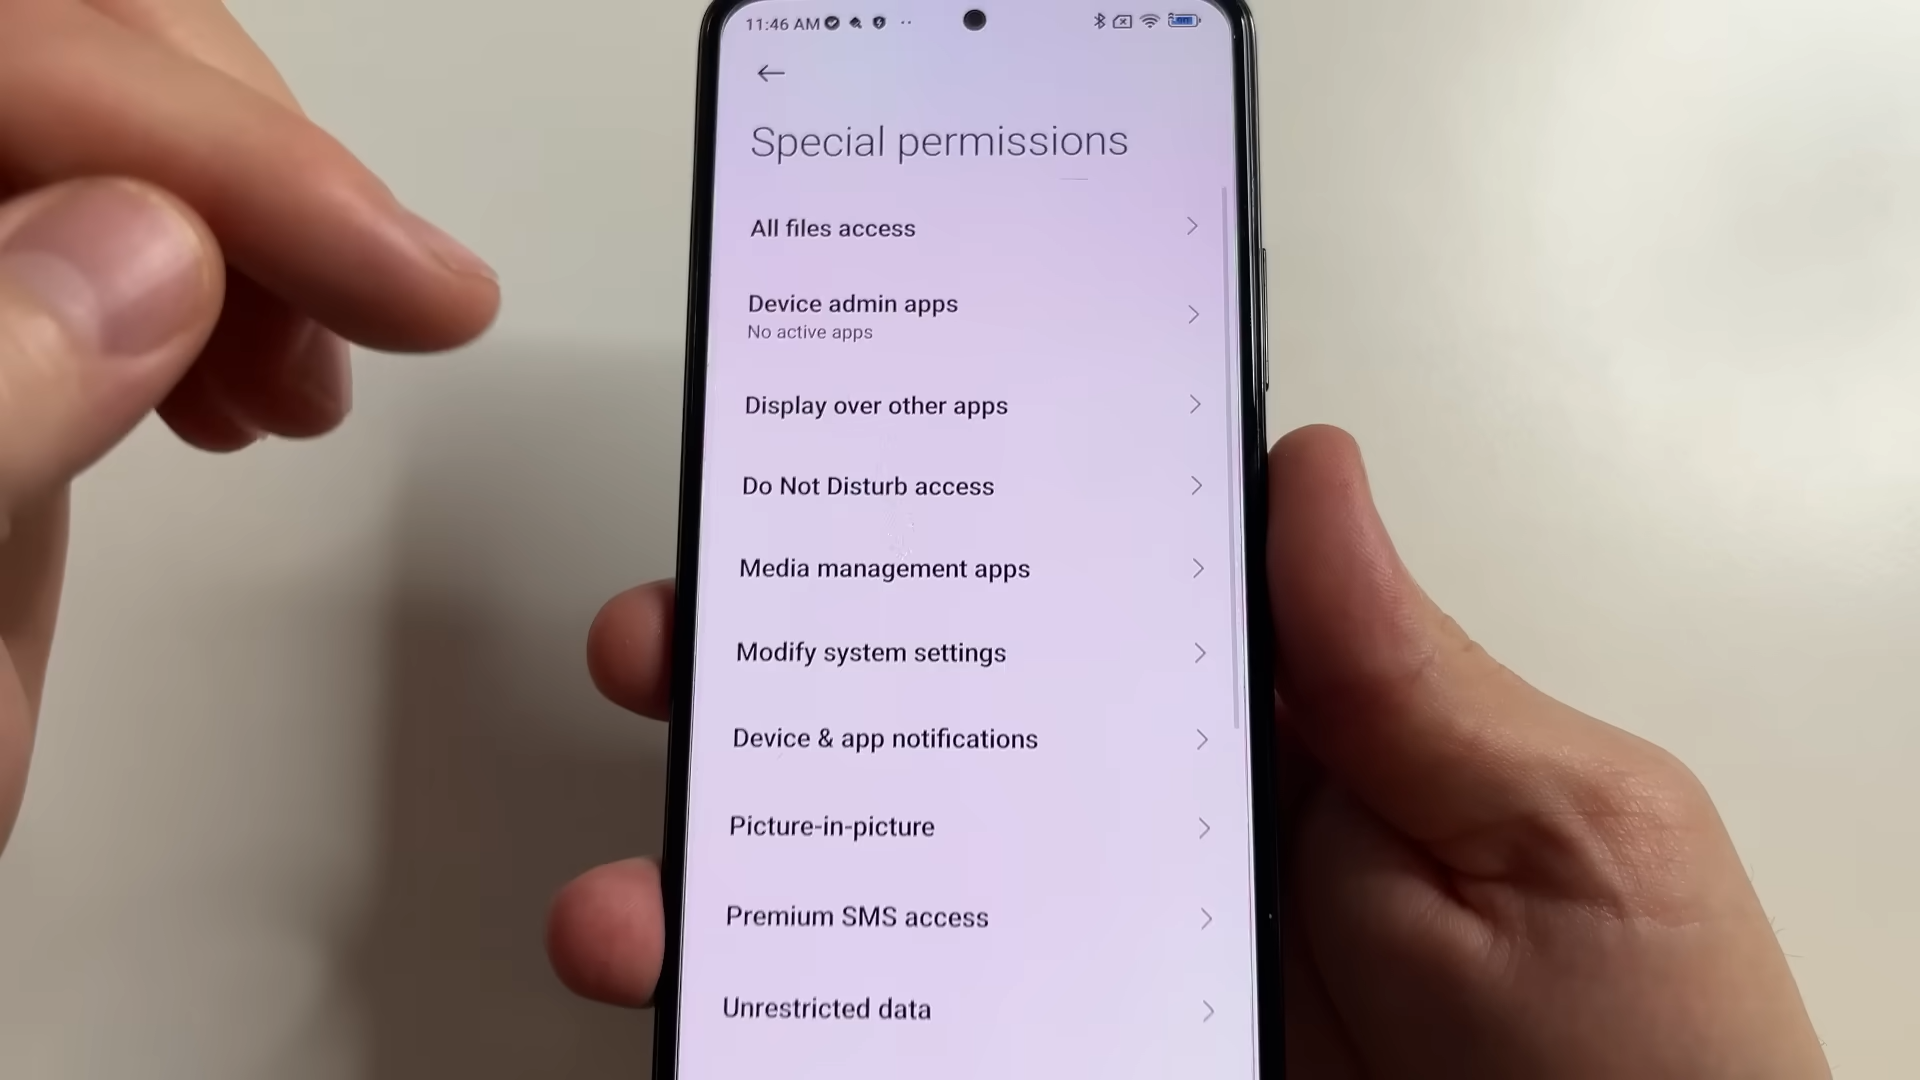 11:46 AM
Special permissions
All files access
Device admin apps
No active apps
Display over other apps
Do Not Disturb access
Media management apps
Modify system settings
Device & app notifications
Picture-in-picture
Premium SMS access
Unrestricted data